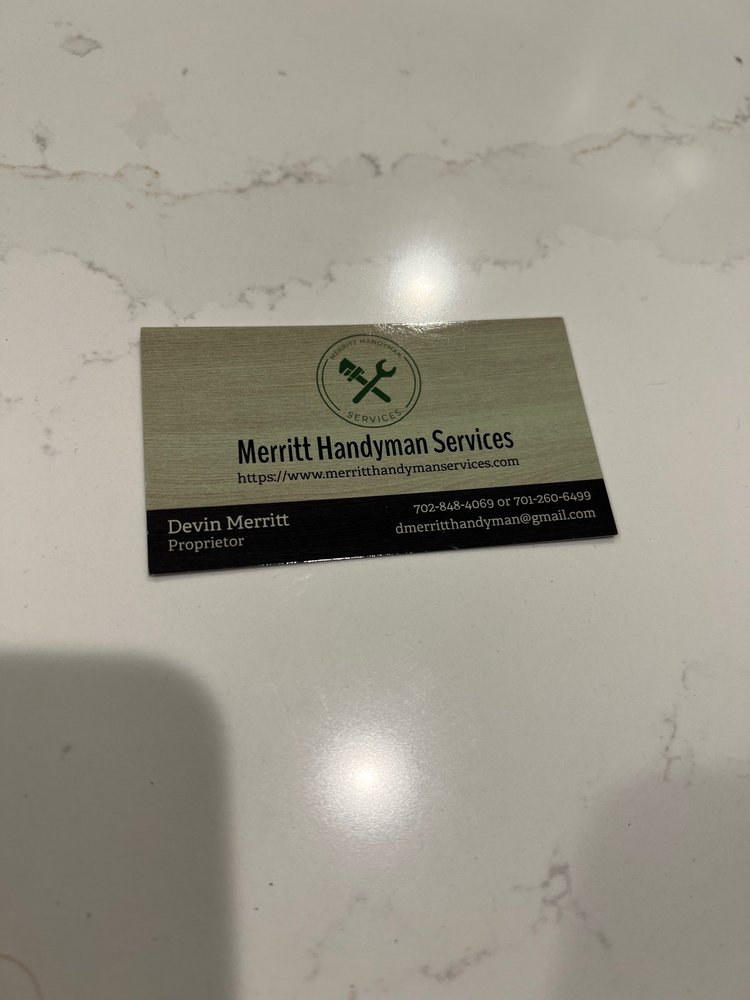 MERRITT HANDYMAN
SERVICES
Merritt Handyman Services
https://www.merritthandymanservices.com
Devin Merritt
Proprietor
702-848-4069 or 701-260-6499
dmerritthandyman@gmail.com